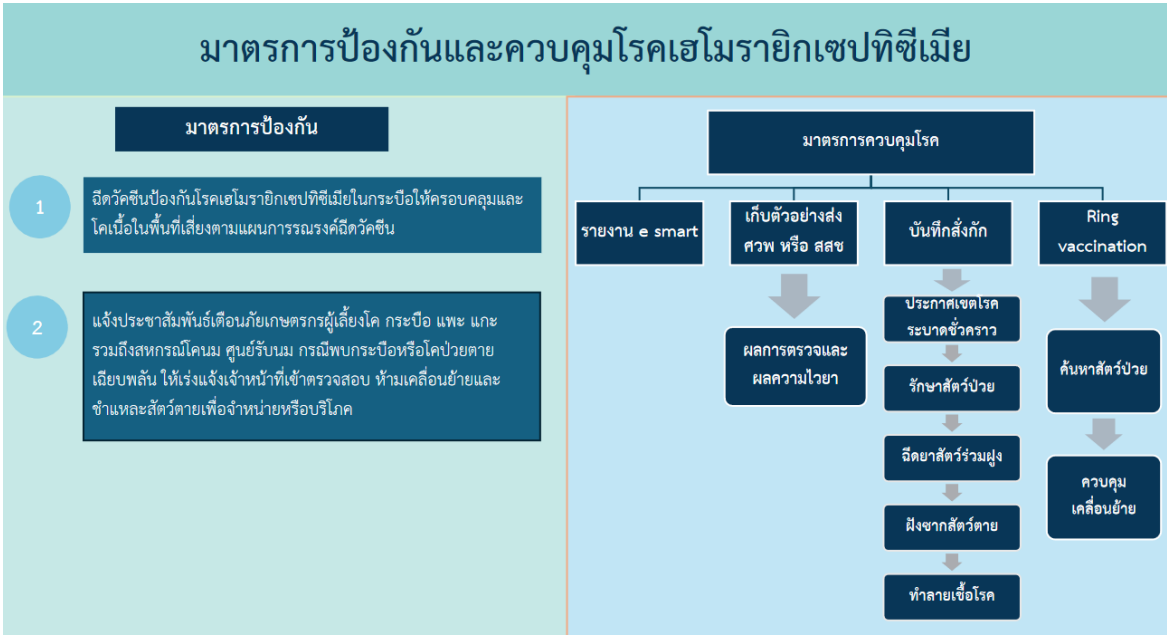 มาตรการป้องกันและควบคุมโรคเฮโมรายิกเซปทิซีเมีย
มาตรการป้องกัน
1
ฉีดวัคซีนป้องกันโรคเฮโมรายิกเซปทิซีเมียในกระบือให้ครอบคลุมและ
โคเนื้อในพื้นที่เสี่ยงตามแผนการรณรงค์ฉีดวัคซีน
2
แจ้งประชาสัมพันธ์เตือนภัยเกษตรกรผู้เลี้ยงโค กระบือ แพะ แกะ
รวมถึงสหกรณ์โคนม ศูนย์รับนม กรณีพบกระบือหรือโคป่วยตาย
เฉียบพลัน ให้เร่งแจ้งเจ้าหน้าที่เข้าตรวจสอบ ห้ามเคลื่อนย้ายและ
ชำแหละสัตว์ตายเพื่อจำหน่ายหรือบริโภค
มาตรการควบคุมโรค
รายงาน e smart
เก็บตัวอย่างส่ง
ศวพ หรือ สสช
ผลการตรวจและ
ผลความไวยา
บันทึกสั่งกัก
ประกาศเขตโรค
ระบาดชั่วคราว
รักษาสัตว์ป่วย
ฉีดยาสัตว์ร่วมฝูง
ฝังซากสัตว์ตาย
ทำลายเชื้อโรค
Ring
vaccination
ค้นหาสัตว์ป่วย
ควบคุม
เคลื่อนย้าย